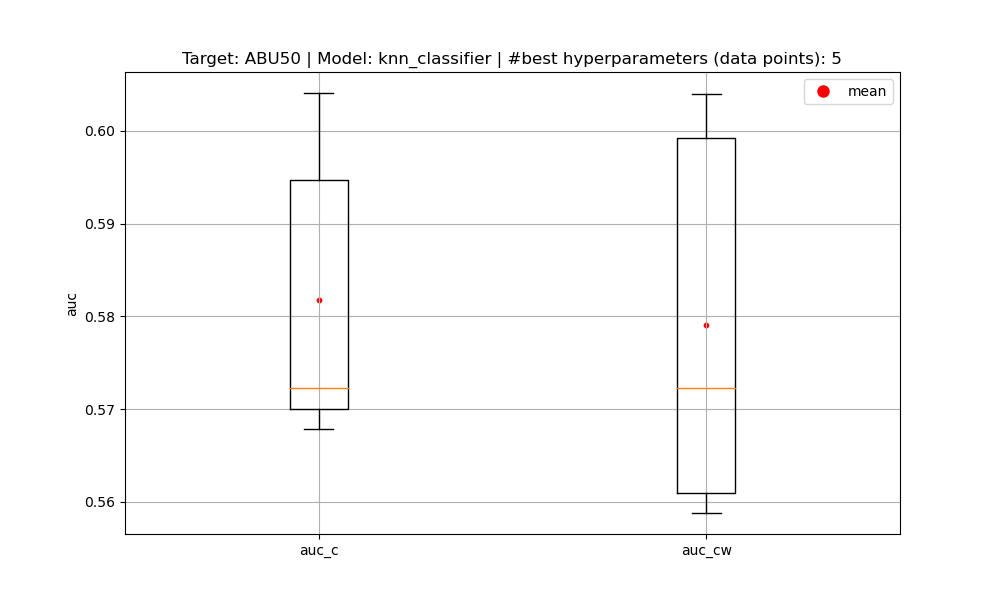 Target: ABU50 | Model: knn_classifier | #best hyperparameters (data points): 5
mean
0.60
0.59
0.58
0.57
0.56
auc
auc_c
auc_cw